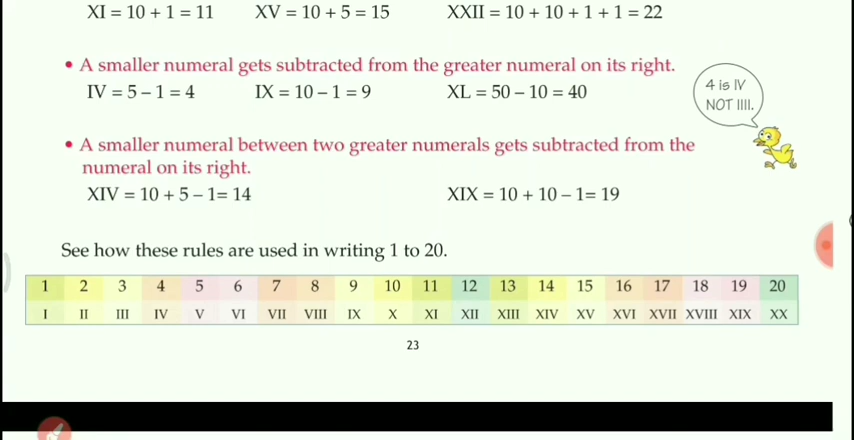 XI = 10 + 1 = 11 XV = 10 + 5 = 15 XXII = 10 + 10 + 1 + 1 = 22
• A smaller numeral gets subtracted from the greater numeral on its right.
IV = 5 – 1 = 4 IX = 10 – 1 = 9 XL = 50 – 10 = 40
4 is IV
NOT IIII.
• A smaller numeral between two greater numerals gets subtracted from the
numeral on its right.
XIV = 10 + 5 – 1= 14 XIX = 10 + 10 – 1= 19
See how these rules are used in writing 1 to 20.
1 2 3 4 5 6 7 8 9 10 11 12 13 14 15 16 17 18 19 20
I II III IV V VI VII VIII IX X XI XII XIII XIV XV XVI XVII XVIII XIX XX
23